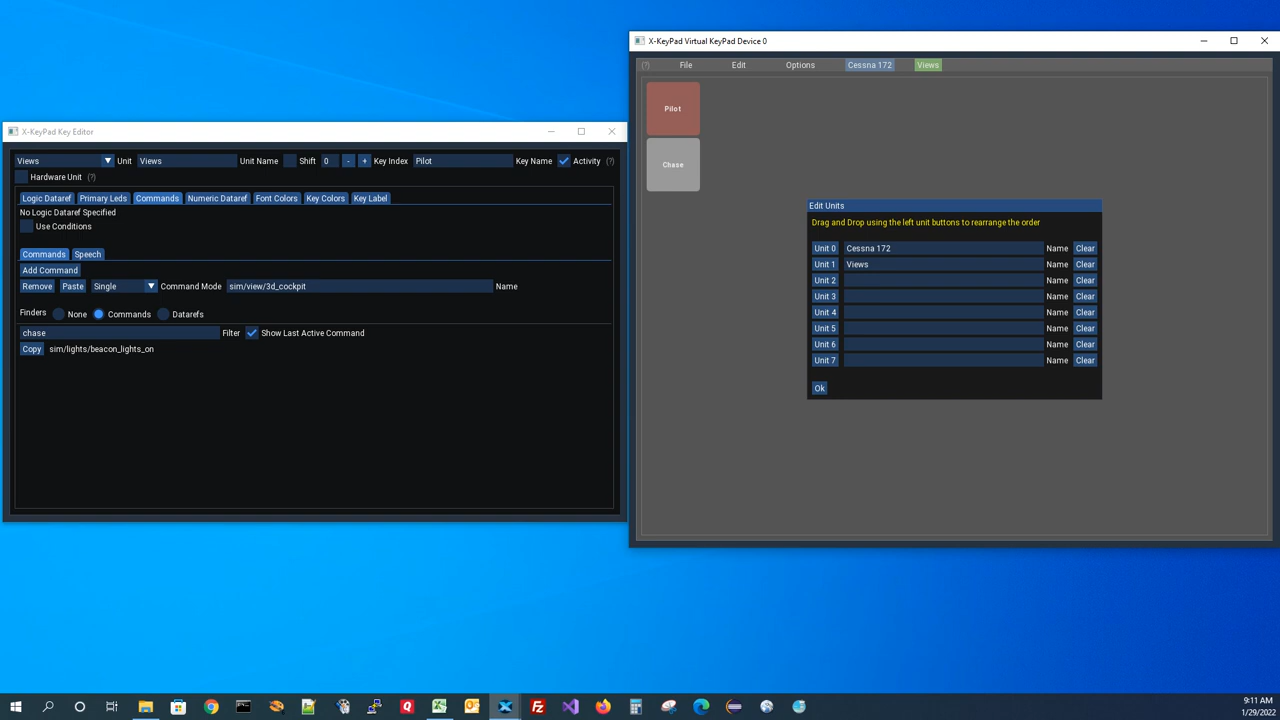 X-KeyPad Virtual KeyPad Device 0
(?) File Edit Options Cessna 172 Views
Pilot
Chase
X-KeyPad Key Editor
Views Unit Views Unit Name Shift 0 - + Key Index Pilot Key Name Activity (?)
Hardware Unit (?)
Logic Dataref Primary Leds Commands Numeric Dataref Font Colors Key Colors Key Label
No Logic Dataref Specified
Use Conditions
Commands Speech
Add Command
Remove Paste Single Command Mode sim/view/3d_cockpit Name
Finders None Commands Datarefs
chase Filter Show Last Active Command
Copy sim/lights/beacon_lights_on
Edit Units
Drag and Drop using the left unit buttons to rearrange the order
Unit 0 Cessna 172 Name Clear
Unit 1 Views Name Clear
Unit 2 Name Clear
Unit 3 Name Clear
Unit 4 Name Clear
Unit 5 Name Clear
Unit 6 Name Clear
Unit 7 Name Clear
Ok
9:11 AM
1/29/2022